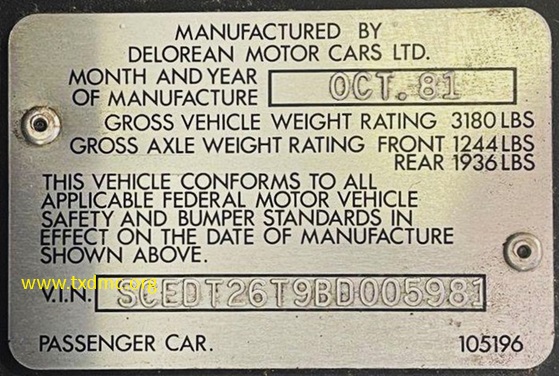 MANUFACTURED BY
DELOREAN MOTOR CARS LTD.
MONTH AND YEAR
OF MANUFACTURE OCT. 81
GROSS VEHICLE WEIGHT RATING 3180 LBS
GROSS AXLE WEIGHT RATING FRONT 1244 LBS
REAR 1936 LBS
THIS VEHICLE CONFORMS TO ALL
APPLICABLE FEDERAL MOTOR VEHICLE
SAFETY AND BUMPER STANDARDS IN
EFFECT ON THE DATE OF MANUFACTURE
SHOWN ABOVE.
www.txdmc.org
V.I.N. SCEDT26T9BD005981
PASSENGER CAR. 105196